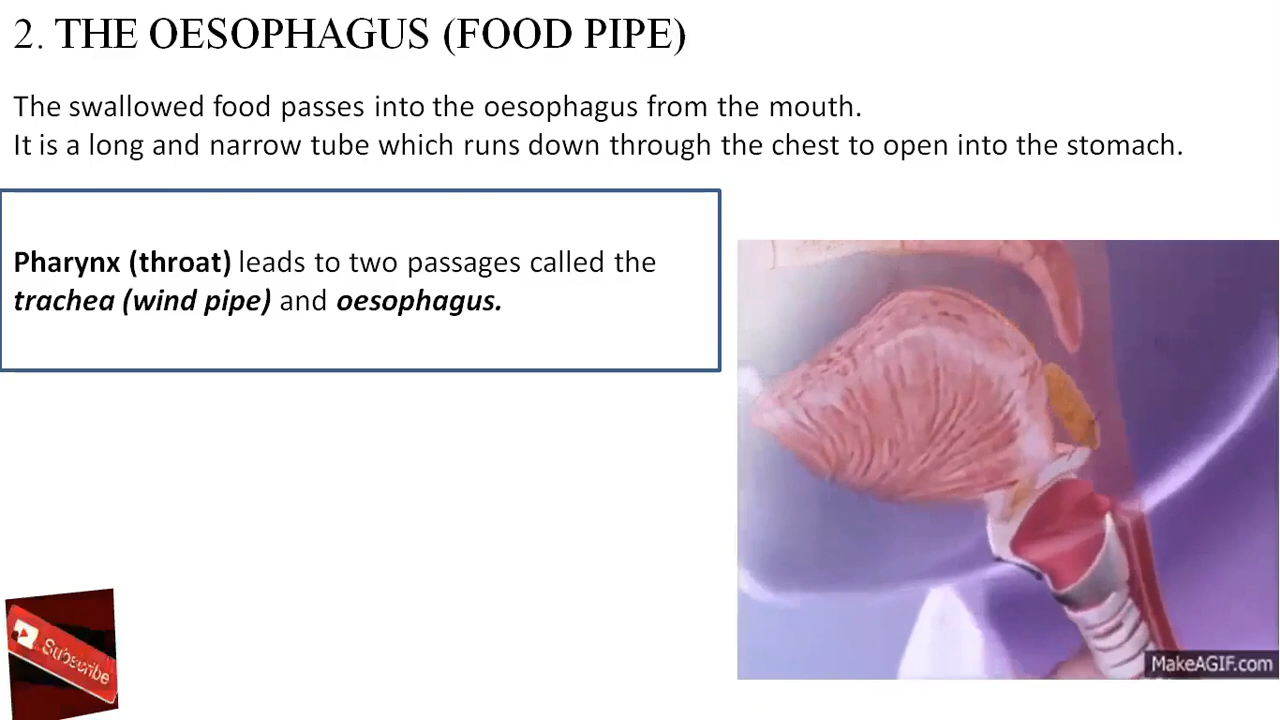 2. THE OESOPHAGUS (FOOD PIPE)
The swallowed food passes into the oesophagus from the mouth.
It is a long and narrow tube which runs down through the chest to open into the stomach.
Pharynx (throat) leads to two passages called the
trachea (wind pipe) and oesophagus.
Subscribe
MakeAGIF.com